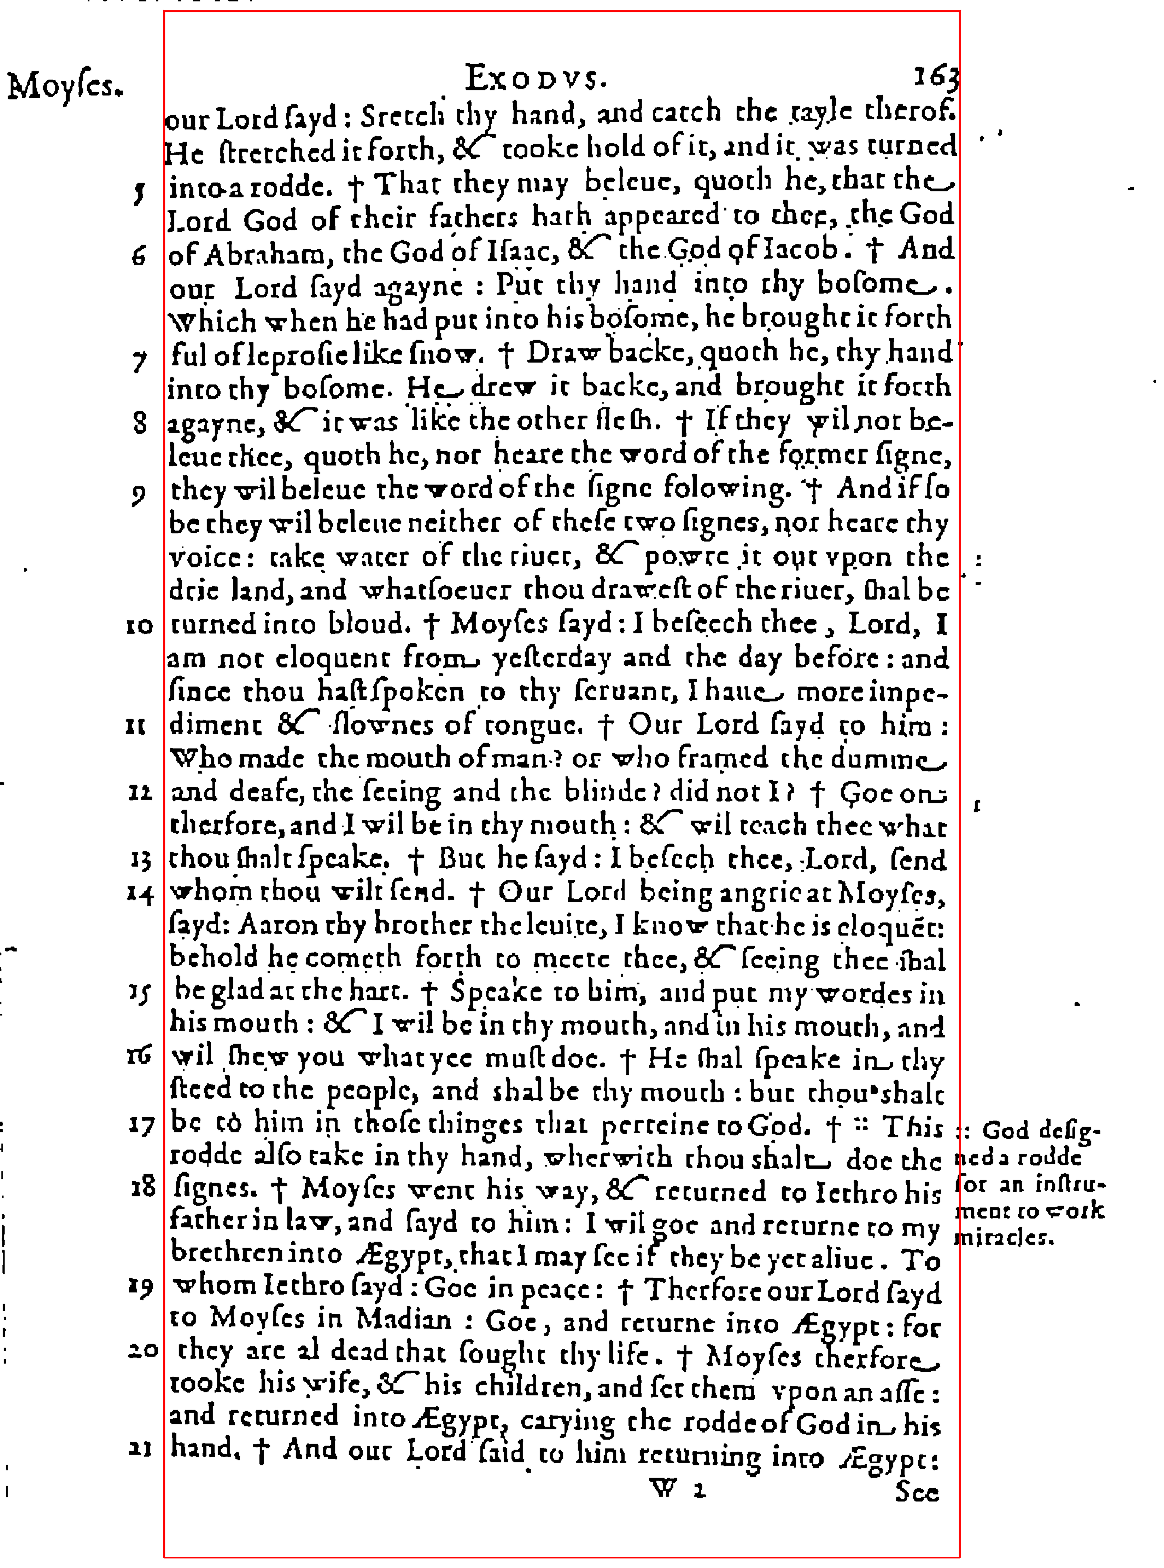 Moyſes.
EXODVS. 163
our Lord ſayd : Sretch thy hand, and catch the tayle therof.
He ſtretched it forth, & tooke hold of it, and it was turned
5 into a rodde. † That they may beleue, quoth he, that the
Lord God of their fathers hath appeared to thee, the God
6 of Abraham, the God of Iſaac, & the God of Iacob. † And
our Lord ſayd agayne : Put thy hand into thy boſome.
Which when he had put into his boſome, he brought it forth
7 ful of leproſie like ſnow. † Draw backe, quoth he, thy hand
into thy boſome. He drew it backe, and brought it forth
8 agayne, & it was like the other fleſh. † If they wil not be-
leue thee, quoth he, nor heare the word of the former ſigne,
9 they wil beleue the word of the ſigne folowing. † And if ſo
be they wil beleue neither of theſe two ſignes, nor heare thy
voice : take water of the riuer, & powre it out vpon the
drie land, and whatſoeuer thou draweſt of the riuer, ſhal be
10 turned into bloud. † Moyſes ſayd : I beſeech thee, Lord, I
am not eloquent from yeſterday and the day before : and
ſince thou haſt ſpoken to thy ſeruant, I haue more impe-
11 diment & ſlownes of tongue. † Our Lord ſayd to him :
Who made the mouth of man? or who framed the dumme
12 and deafe, the ſeeing and the blinde? did not I? † Goe on
therfore, and I wil be in thy mouth : & wil teach thee what
13 thou ſhalt ſpeake. † But he ſayd : I beſech thee, Lord, ſend
14 whom thou wilt ſend. † Our Lord being angrie at Moyſes,
ſayd: Aaron thy brother the leuite, I know that he is eloquēt:
behold he cometh forth to meete thee, & ſeeing thee ſhal
15 be glad at the hart. † Speake to him, and put my wordes in
his mouth : & I wil be in thy mouth, and in his mouth, and
16 wil ſhew you what yee muſt doe. † He ſhal ſpeake in thy
ſteed to the people, and shal be thy mouth : but thou shalt
17 be to him in thoſe thinges that perteine to God. † :: This
rodde alſo take in thy hand, wherwith thou shalt doe the
18 ſignes. † Moyſes went his way, & returned to Iethro his
father in law, and ſayd to him : I wil goe and returne to my
brethren into Ægypt, that I may ſee if they be yet aliue. To
19 whom Iethro ſayd : Goe in peace : † Therfore our Lord ſayd
to Moyſes in Madian : Goe, and returne into Ægypt : for
20 they are al dead that ſought thy life. † Moyſes therfore
tooke his wife, & his children, and ſet them vpon an aſſe :
and returned into Ægypt, carying the rodde of God in his
21 hand. † And our Lord ſaid to him returning into Ægypt:
W 2 See
:: God deſig-
ned a rodde
for an inſtru-
ment to work
miracles.